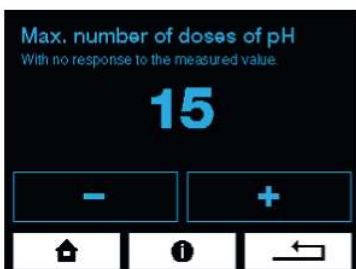 Max. number of doses of pH
With no response to the measured value.
15
- +
i